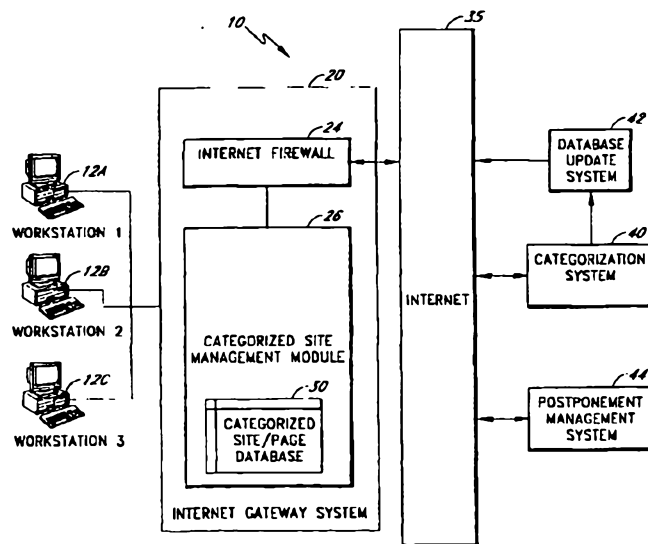 10
35
20
24
INTERNET FIREWALL
42
DATABASE
UPDATE
SYSTEM
12A
WORKSTATION 1
26
40
CATEGORIZATION
SYSTEM
12B
WORKSTATION 2
INTERNET
CATEGORIZED SITE
MANAGEMENT MODULE
12C
WORKSTATION 3
30
CATEGORIZED
SITE/PAGE
DATABASE
44
POSTPONEMENT
MANAGEMENT
SYSTEM
INTERNET GATEWAY SYSTEM